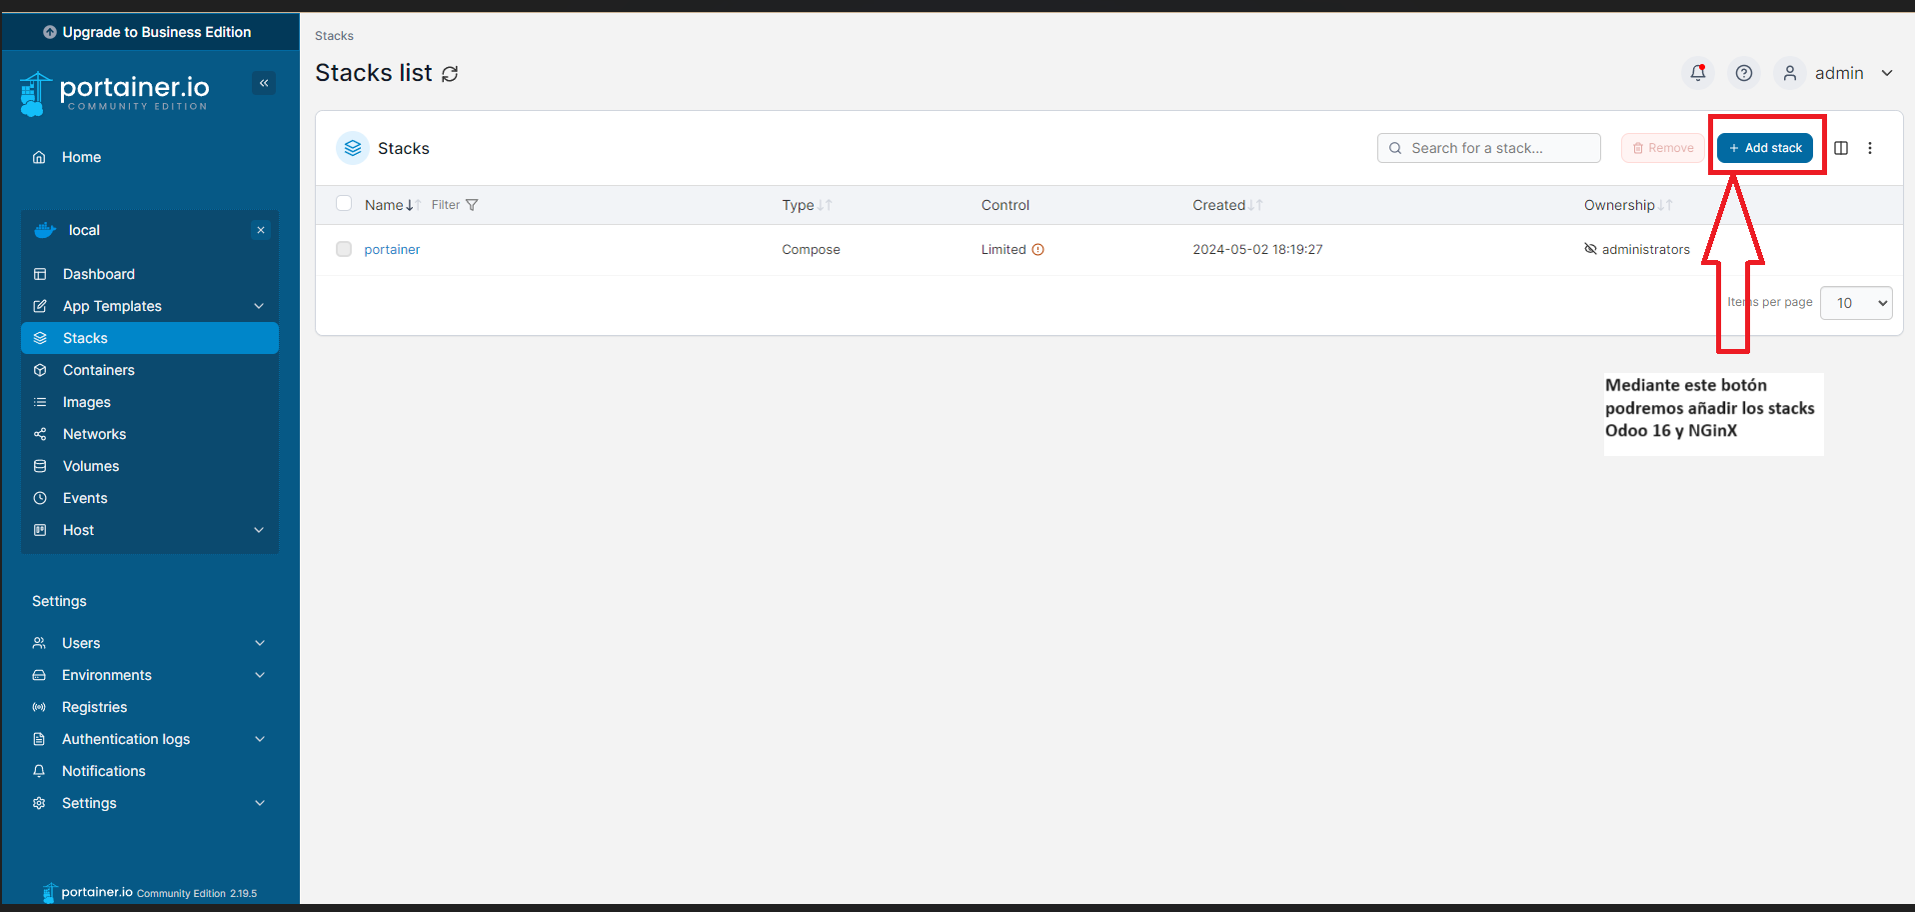 Upgrade to Business Edition
portainer.io
COMMUNITY EDITION
Home
local
Dashboard
App Templates
Stacks
Containers
Images
Networks
Volumes
Events
Host
Settings
Users
Environments
Registries
Authentication logs
Notifications
Settings
portainer.io Community Edition 2.19.5
Stacks
Stacks list
admin
Stacks
Search for a stack...
Remove
+ Add stack
Name Filter Type Control Created Ownership
portainer Compose Limited 2024-05-02 18:19:27 administrators
Items per page 10
Mediante este botón
podremos añadir los stacks
Odoo 16 y NGinX